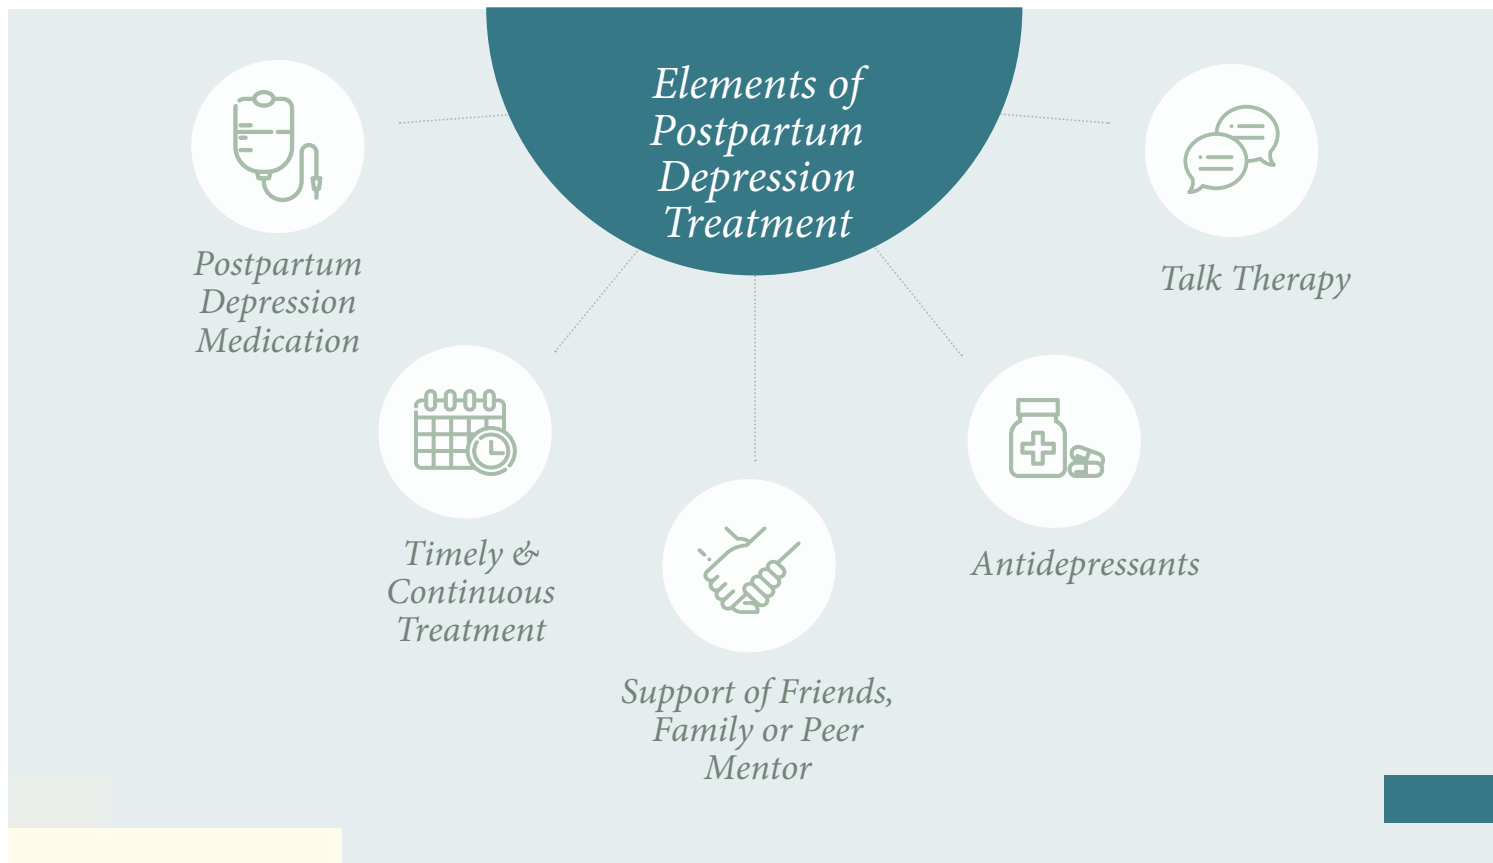 Elements of
Postpartum
Depression
Treatment
Postpartum
Depression
Medication
Timely &
Continuous
Treatment
Support of Friends,
Family or Peer
Mentor
Antidepressants
Talk Therapy